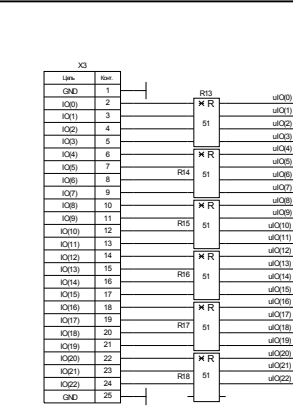 X3
Цепь Конт.
GND 1
R13
IO(0) 2 uIO(0)
✕ R
IO(1) 3 uIO(1)
IO(2) 4 51 uIO(2)
IO(3) 5 uIO(3)
IO(4) 6 uIO(4)
✕ R
IO(5) 7 uIO(5)
IO(6) 8 R14 51 uIO(6)
IO(7) 9 uIO(7)
IO(8) 10 uIO(8)
✕ R
IO(9) 11 uIO(9)
IO(10) 12 R15 51 uIO(10)
IO(11) 13 uIO(11)
IO(12) 14 uIO(12)
✕ R
IO(13) 15 uIO(13)
IO(14) 16 R16 51 uIO(14)
IO(15) 17 uIO(15)
IO(16) 18 uIO(16)
✕ R
IO(17) 19 uIO(17)
IO(18) 20 R17 51 uIO(18)
IO(19) 21 uIO(19)
IO(20) 22 uIO(20)
✕ R
IO(21) 23 uIO(21)
IO(22) 24 R18 51 uIO(22)
GND 25